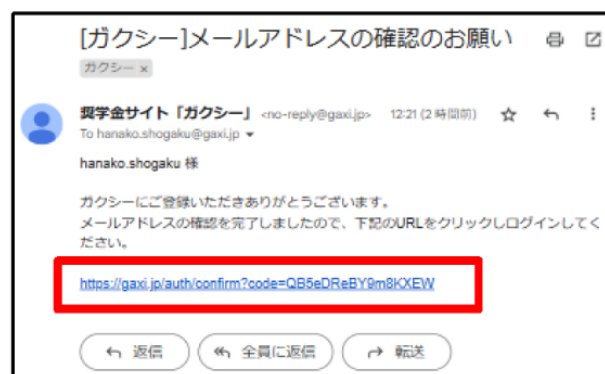 [ガクシー]メールアドレスの確認のお願い
ガクシー ×
奨学金サイト「ガクシー」 <no-reply@gaxi.jp> 12:21 (2 時間前)
To hanako.shogaku@gaxi.jp
hanako.shogaku 様
ガクシーにご登録いただきありがとうございます。
メールアドレスの確認を完了しましたので、下記のURLをクリックしログインしてく
ださい。
https://gaxi.jp/auth/confirm?code=QB5eDReBY9m8KXEW
返信 全員に返信 転送